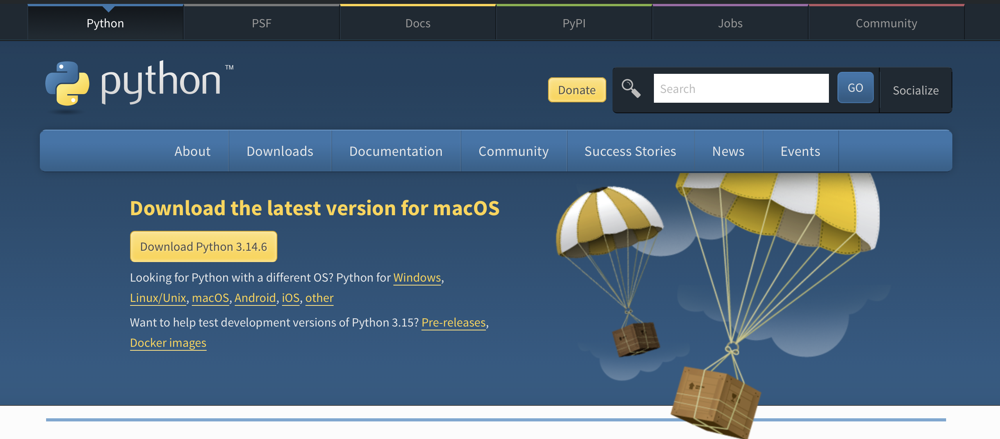 Python
PSF
Docs
PyPI
Jobs
Community
python™
Donate
Search
GO
Socialize
About
Downloads
Documentation
Community
Success Stories
News
Events
Download the latest version for macOS
Download Python 3.14.6
Looking for Python with a different OS? Python for Windows,
Linux/Unix, macOS, Android, iOS, other
Want to help test development versions of Python 3.15? Pre-releases,
Docker images